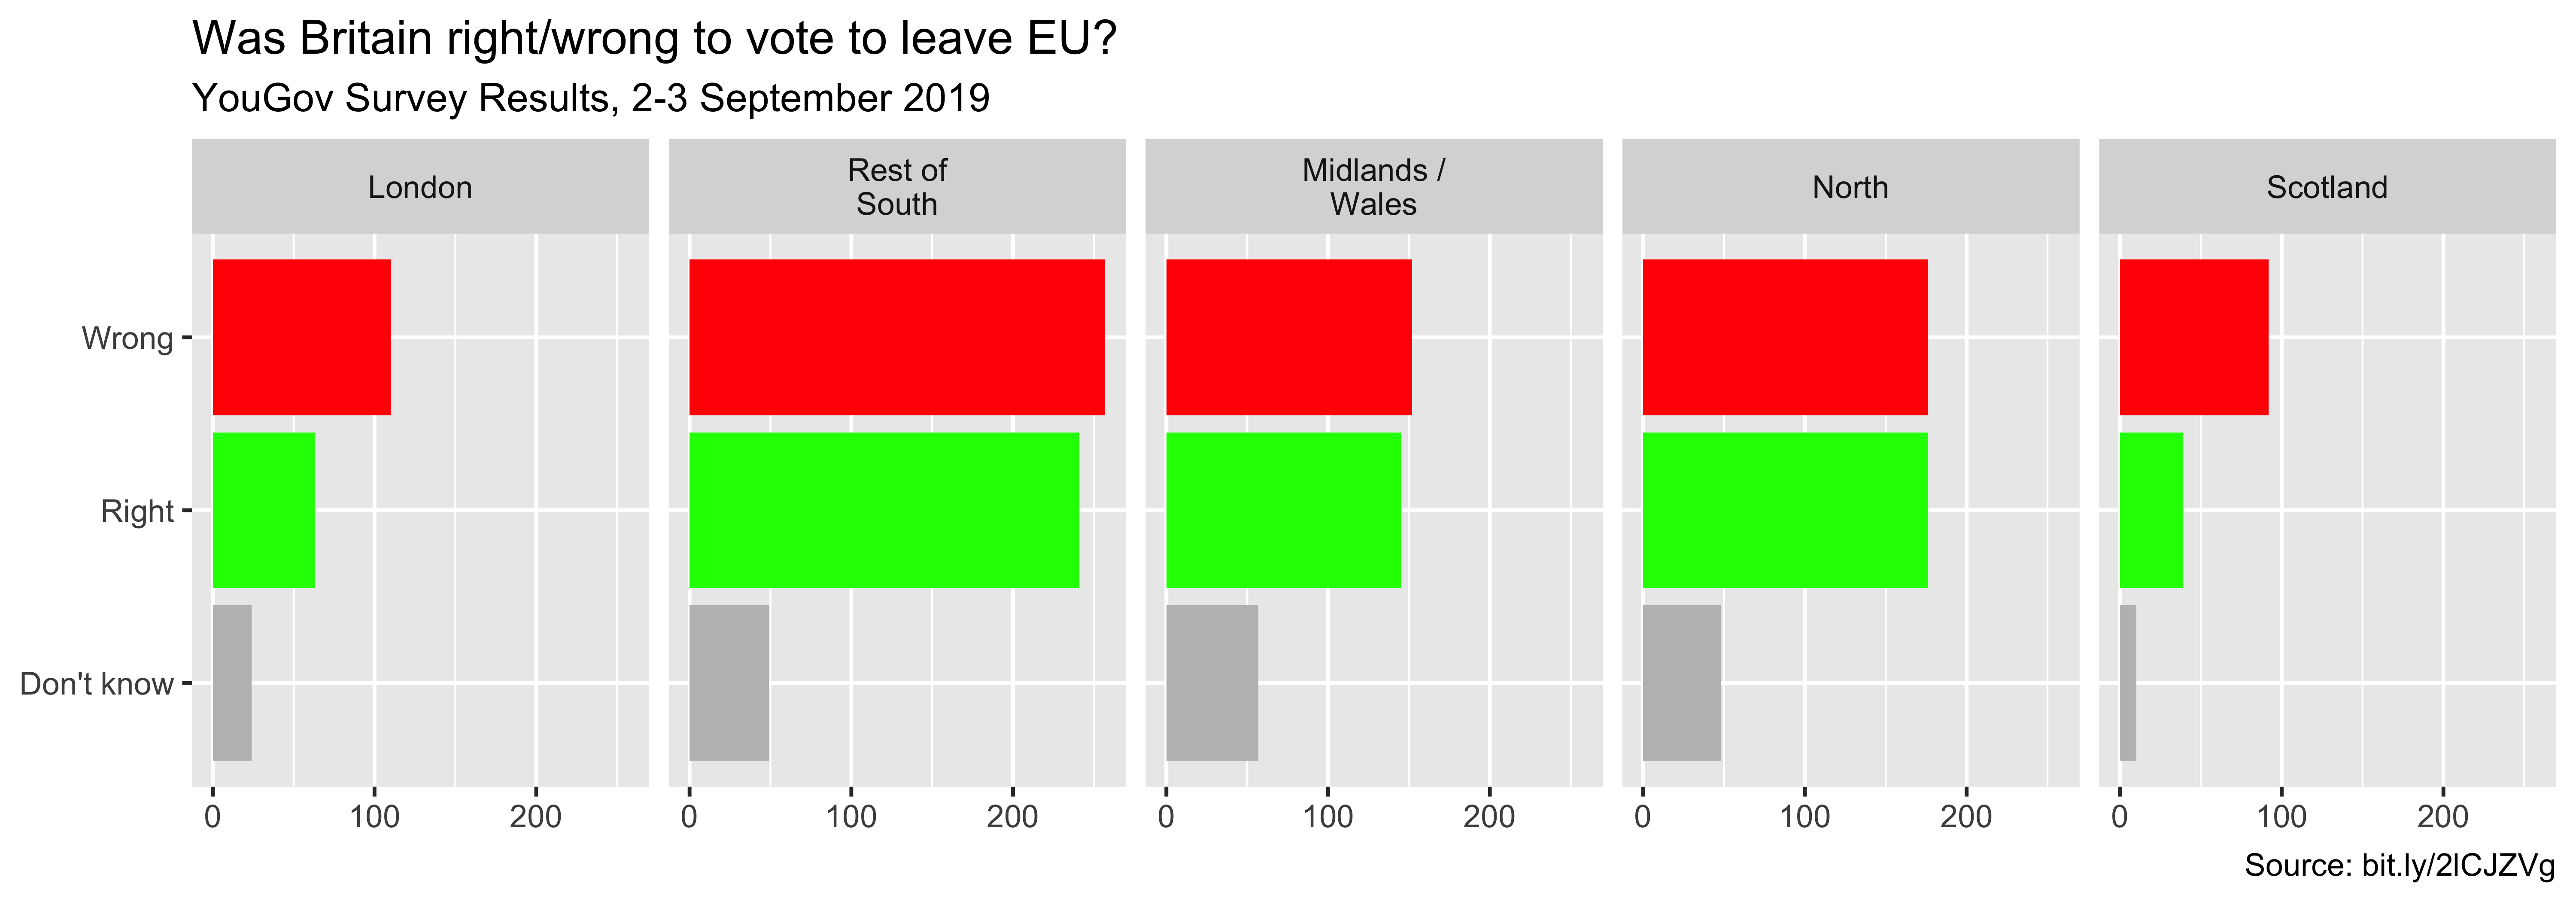 Was Britain right/wrong to vote to leave EU?
YouGov Survey Results, 2-3 September 2019
London
Rest of
South
Midlands /
Wales
North
Scotland
Wrong
Right
Don't know
0 100 200
0 100 200
0 100 200
0 100 200
0 100 200
Source: bit.ly/2lCJZVg